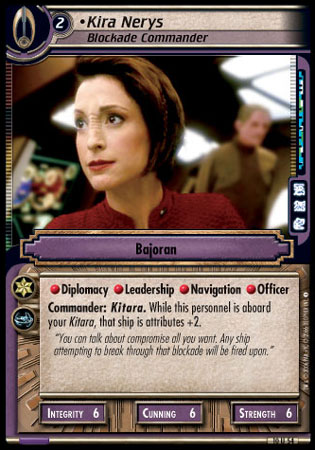 2
•Kira Nerys
Blockade Commander
Bajoran
Diplomacy Leadership Navigation Officer
Commander: Kitara. While this personnel is aboard
your Kitara, that ship is attributes +2.
"You can talk about compromise all you want. Any ship
attempting to break through that blockade will be fired upon."
Integrity 6 Cunning 6 Strength 6